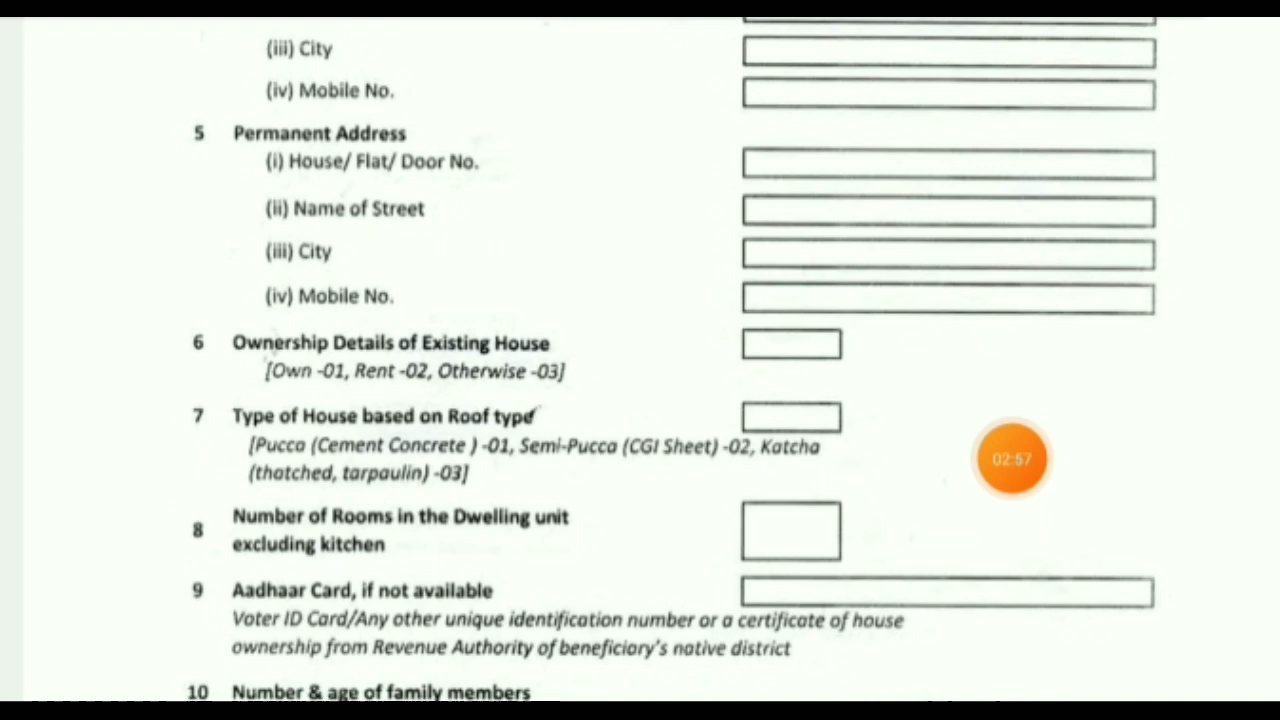 (iii) City
(iv) Mobile No.
5 Permanent Address
(i) House/ Flat/ Door No.
(ii) Name of Street
(iii) City
(iv) Mobile No.
6 Ownership Details of Existing House
[Own -01, Rent -02, Otherwise -03]
7 Type of House based on Roof type
[Pucca (Cement Concrete ) -01, Semi-Pucca (CGI Sheet) -02, Katcha
(thatched, tarpaulin) -03]
02:57
8 Number of Rooms in the Dwelling unit
excluding kitchen
9 Aadhaar Card, if not available
Voter ID Card/Any other unique identification number or a certificate of house
ownership from Revenue Authority of beneficiary's native district
10 Number & age of family members